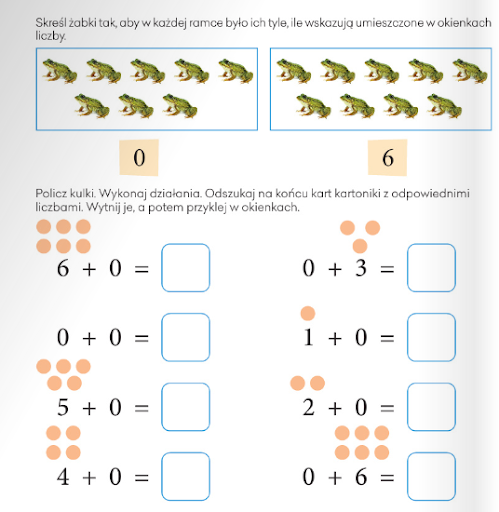 Skreśl żabki tak, aby w każdej ramce było ich tyle, ile wskazują umieszczone w okienkach
liczby.
0 6
Policz kulki. Wykonaj działania. Odszukaj na końcu kart kartoniki z odpowiednimi
liczbami. Wytnij je, a potem przyklej w okienkach.
6 + 0 = 0 + 3 =
0 + 0 = 1 + 0 =
5 + 0 = 2 + 0 =
4 + 0 = 0 + 6 =